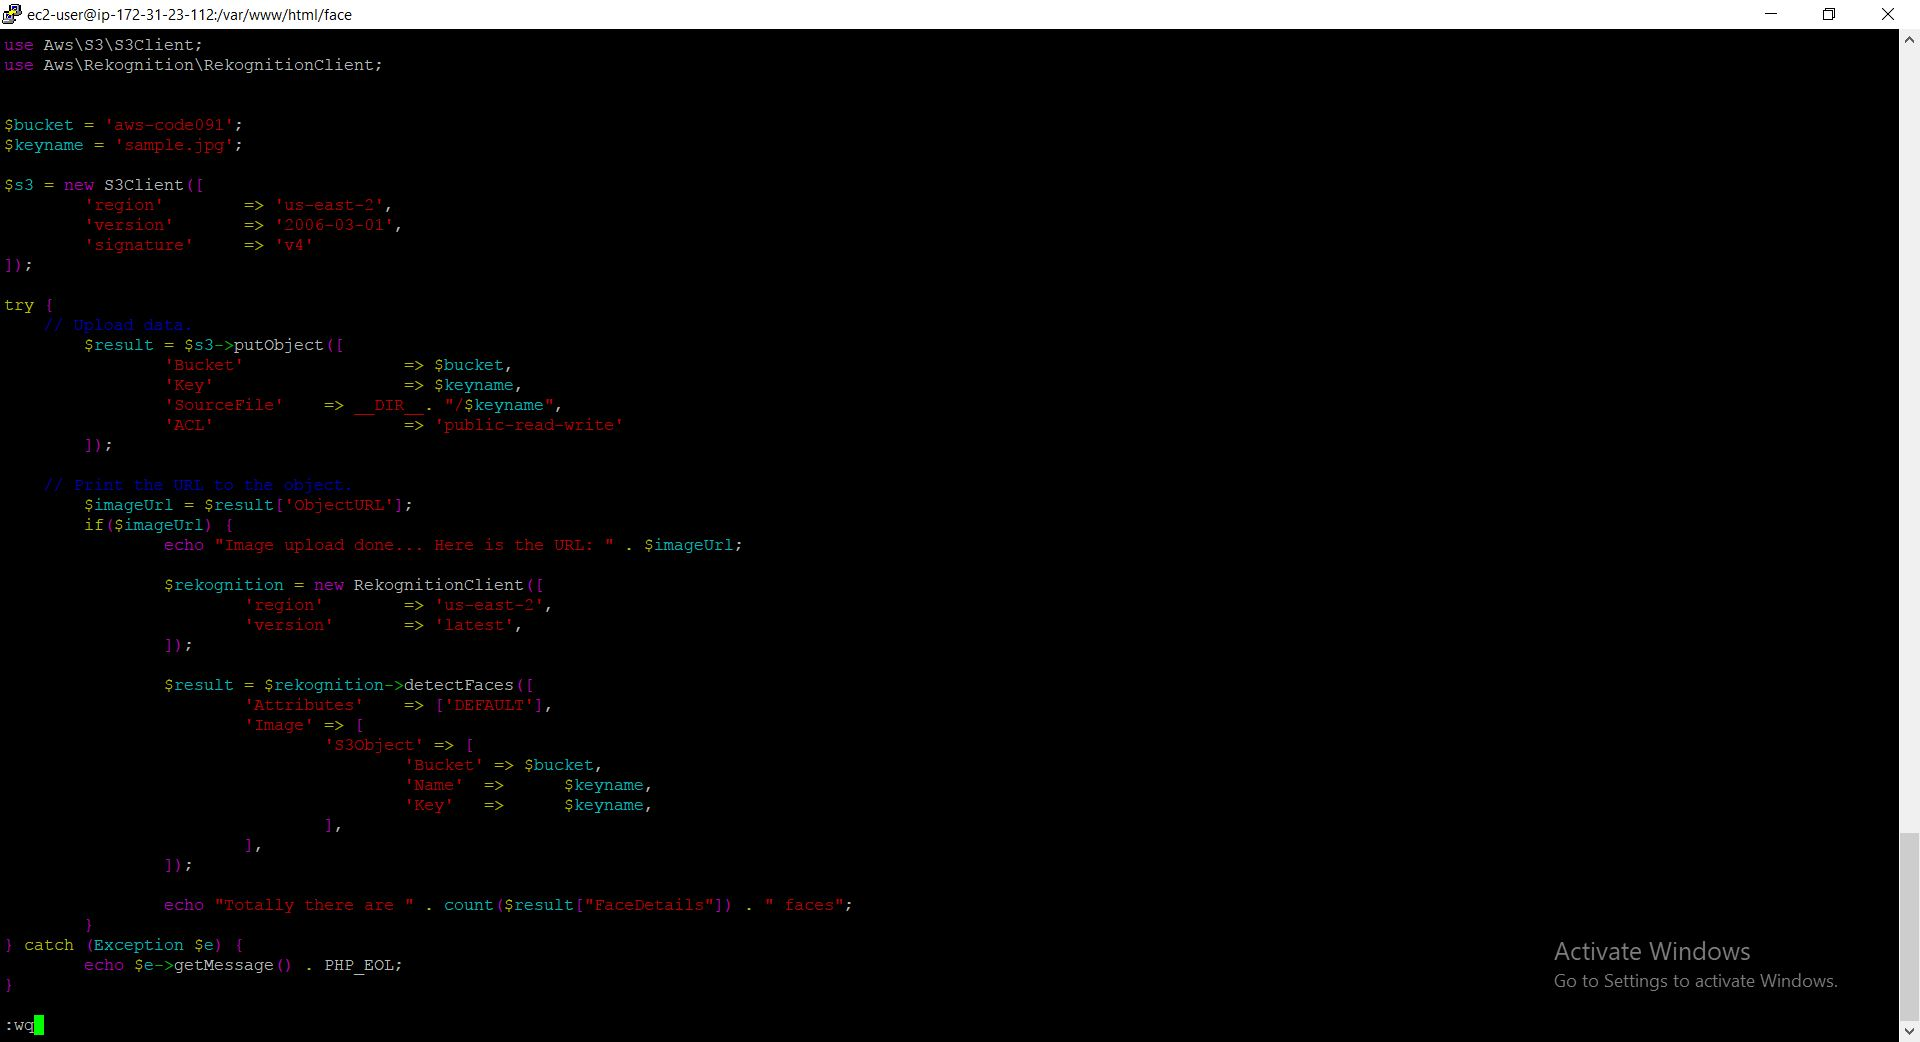 ec2-user@ip-172-31-23-112:/var/www/html/face
use Aws\S3\S3Client;
use Aws\Rekognition\RekognitionClient;
$bucket = 'aws-code091';
$keyname = 'sample.jpg';
$s3 = new S3Client([
'region' => 'us-east-2',
'version' => '2006-03-01',
'signature' => 'v4'
]);
try {
// Upload data.
$result = $s3->putObject([
'Bucket' => $bucket,
'Key' => $keyname,
'SourceFile' => __DIR__. "/$keyname",
'ACL' => 'public-read-write'
]);
// Print the URL to the object.
$imageUrl = $result['ObjectURL'];
if($imageUrl) {
echo "Image upload done... Here is the URL: " . $imageUrl;
$rekognition = new RekognitionClient([
'region' => 'us-east-2',
'version' => 'latest',
]);
$result = $rekognition->detectFaces([
'Attributes' => ['DEFAULT'],
'Image' => [
'S3Object' => [
'Bucket' => $bucket,
'Name' => $keyname,
'Key' => $keyname,
],
],
]);
echo "Totally there are " . count($result["FaceDetails"]) . " faces";
}
} catch (Exception $e) {
echo $e->getMessage() . PHP_EOL;
}
Activate Windows
Go to Settings to activate Windows.
:wq